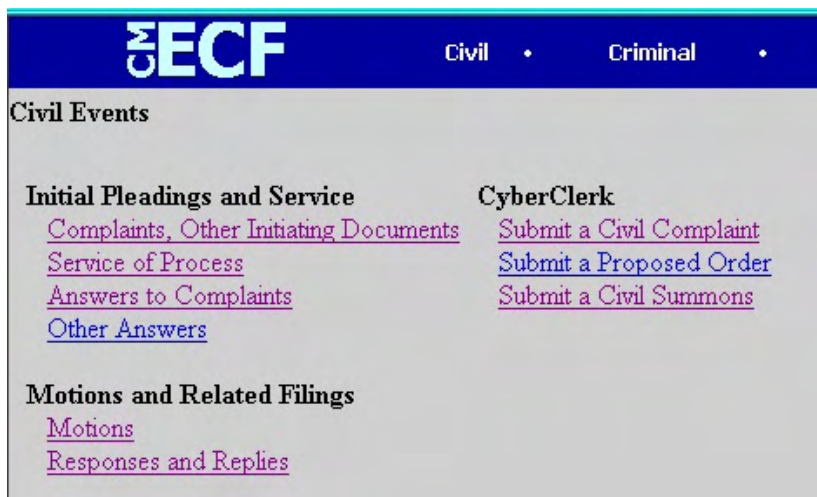 CM ECF Civil • Criminal •
Civil Events
Initial Pleadings and Service
Complaints, Other Initiating Documents
Service of Process
Answers to Complaints
Other Answers
CyberClerk
Submit a Civil Complaint
Submit a Proposed Order
Submit a Civil Summons
Motions and Related Filings
Motions
Responses and Replies